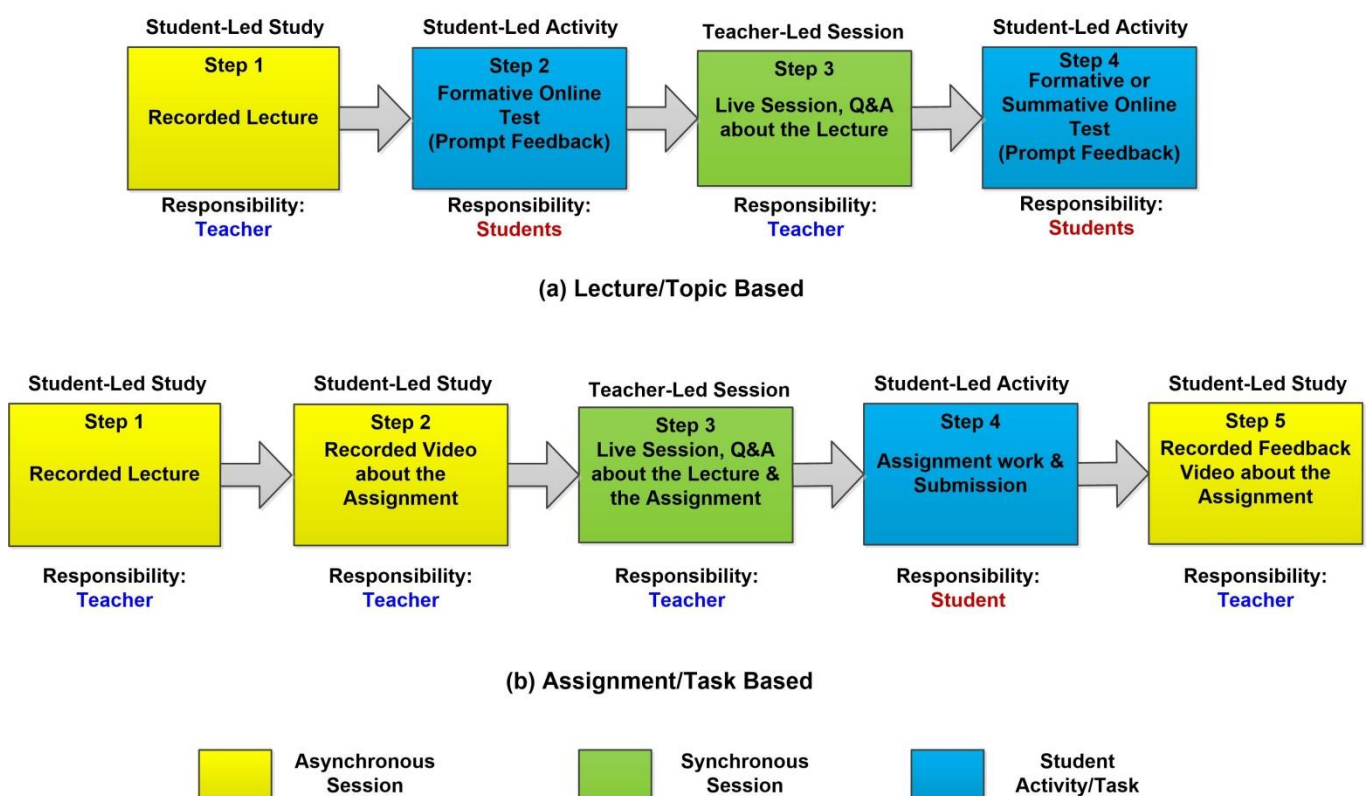 Student-Led Study
Step 1
Recorded Lecture
Responsibility:
Teacher
Student-Led Activity
Step 2
Formative Online
Test
(Prompt Feedback)
Responsibility:
Students
Teacher-Led Session
Step 3
Live Session, Q&A
about the Lecture
Responsibility:
Teacher
Student-Led Activity
Step 4
Formative or
Summative Online
Test
(Prompt Feedback)
Responsibility:
Students
(a) Lecture/Topic Based
Student-Led Study
Step 1
Recorded Lecture
Responsibility:
Teacher
Student-Led Study
Step 2
Recorded Video
about the
Assignment
Responsibility:
Teacher
Teacher-Led Session
Step 3
Live Session, Q&A
about the Lecture &
the Assignment
Responsibility:
Teacher
Student-Led Activity
Step 4
Assignment work &
Submission
Responsibility:
Student
Student-Led Study
Step 5
Recorded Feedback
Video about the
Assignment
Responsibility:
Teacher
(b) Assignment/Task Based
Asynchronous
Session
Synchronous
Session
Student
Activity/Task